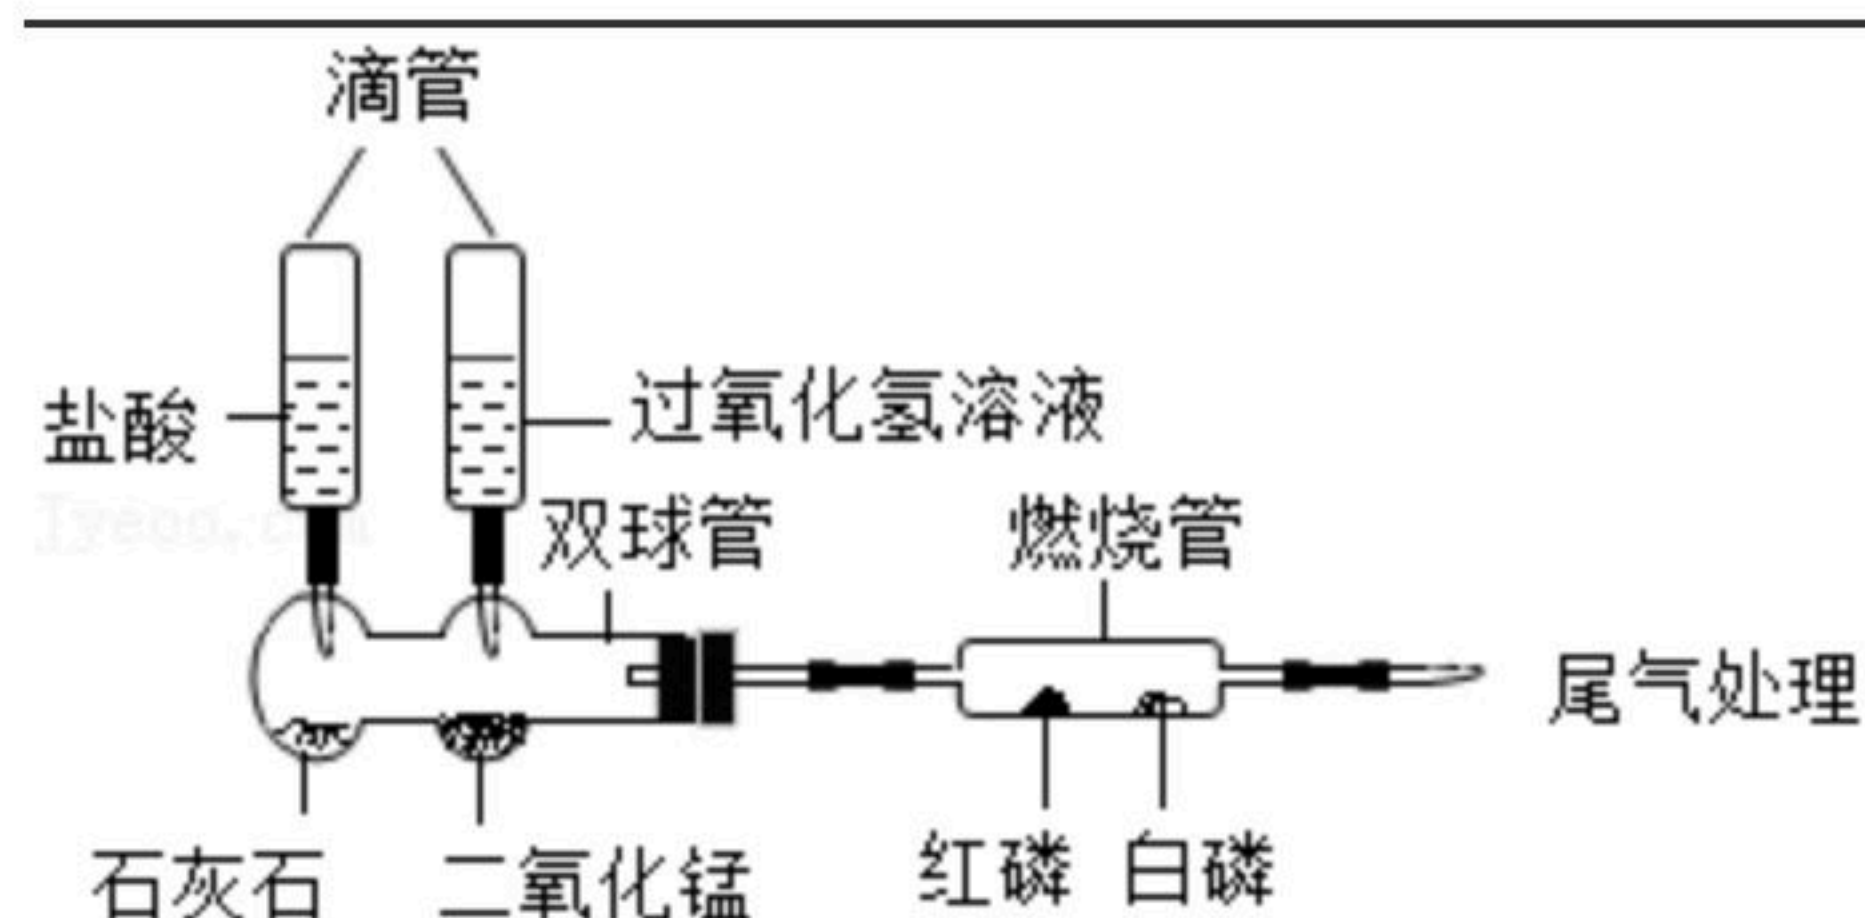 滴管
盐酸
过氧化氢溶液
双球管
燃烧管
尾气处理
石灰石
二氧化锰
红磷
白磷